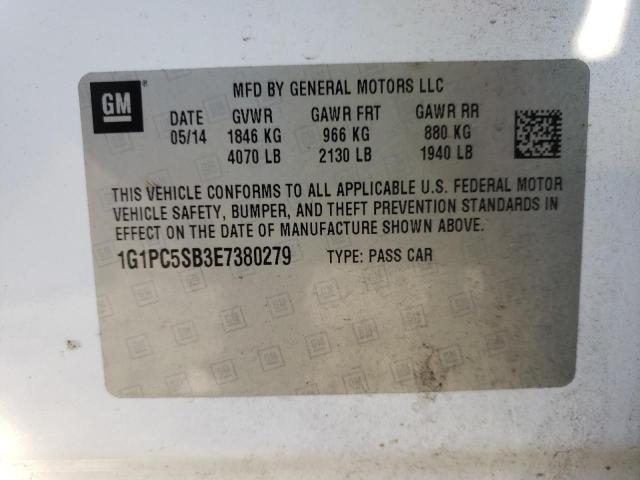 GM
MFD BY GENERAL MOTORS LLC
DATE GVWR GAWR FRT GAWR RR
05/14 1846 KG 966 KG 880 KG
4070 LB 2130 LB 1940 LB
THIS VEHICLE CONFORMS TO ALL APPLICABLE U.S. FEDERAL MOTOR
VEHICLE SAFETY, BUMPER, AND THEFT PREVENTION STANDARDS IN
EFFECT ON THE DATE OF MANUFACTURE SHOWN ABOVE.
1G1PC5SB3E7380279 TYPE: PASS CAR